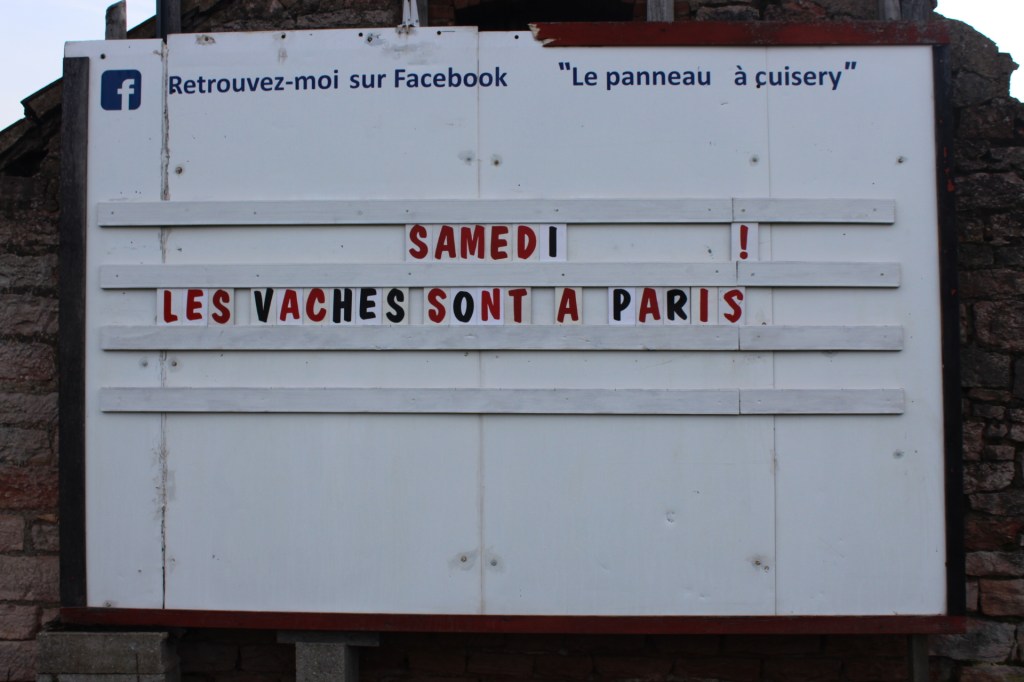 f
Retrouvez-moi sur Facebook "Le panneau à cuisery"
SAMEDI !
LES VACHES SONT A PARIS